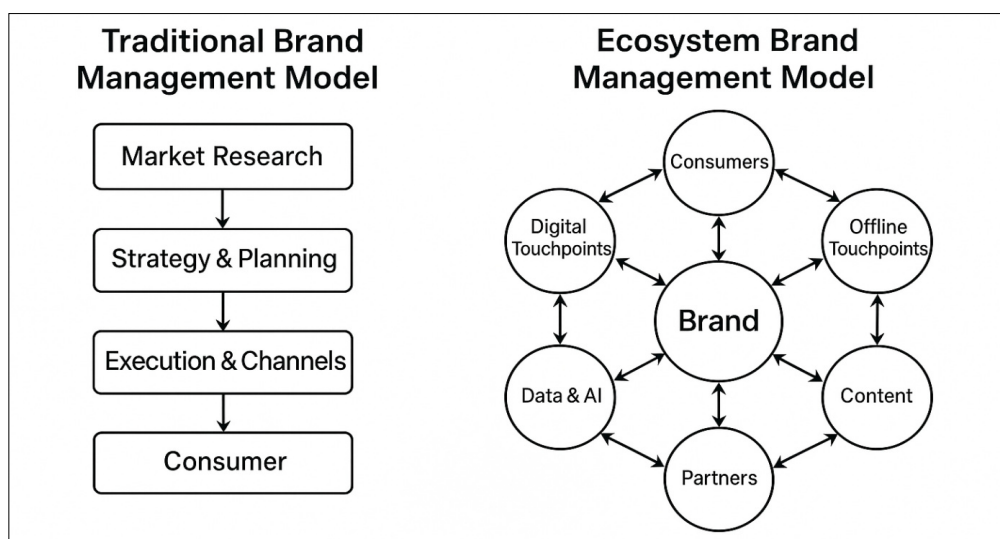 Traditional Brand
Management Model
Market Research
Strategy & Planning
Execution & Channels
Consumer
Ecosystem Brand
Management Model
Consumers
Digital
Touchpoints
Offline
Touchpoints
Brand
Data & AI
Content
Partners